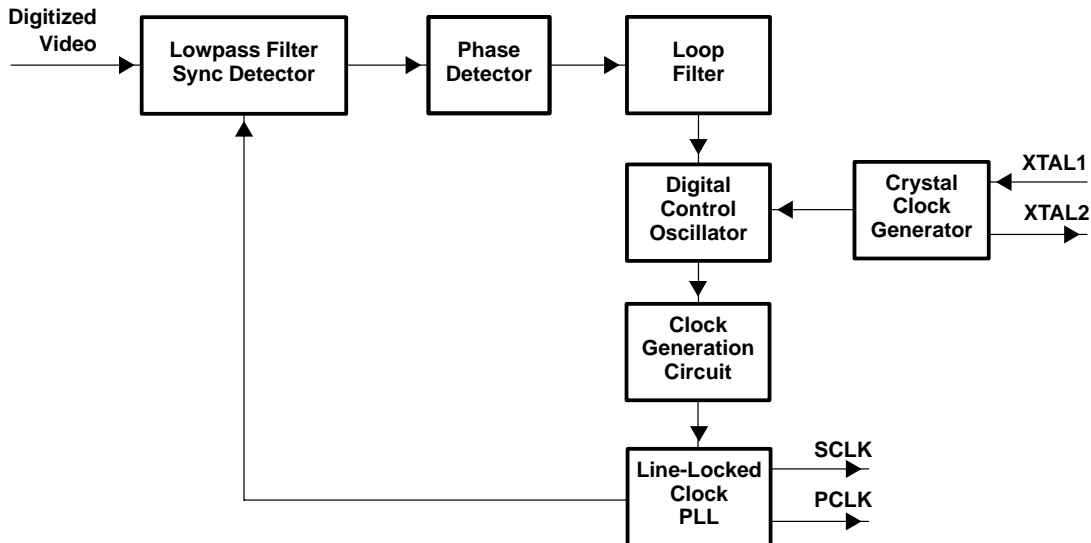 Digitized
Video
Lowpass Filter
Sync Detector
Phase
Detector
Loop
Filter
Digital
Control
Oscillator
Crystal
Clock
Generator
XTAL1
XTAL2
Clock
Generation
Circuit
Line-Locked
Clock
PLL
SCLK
PCLK